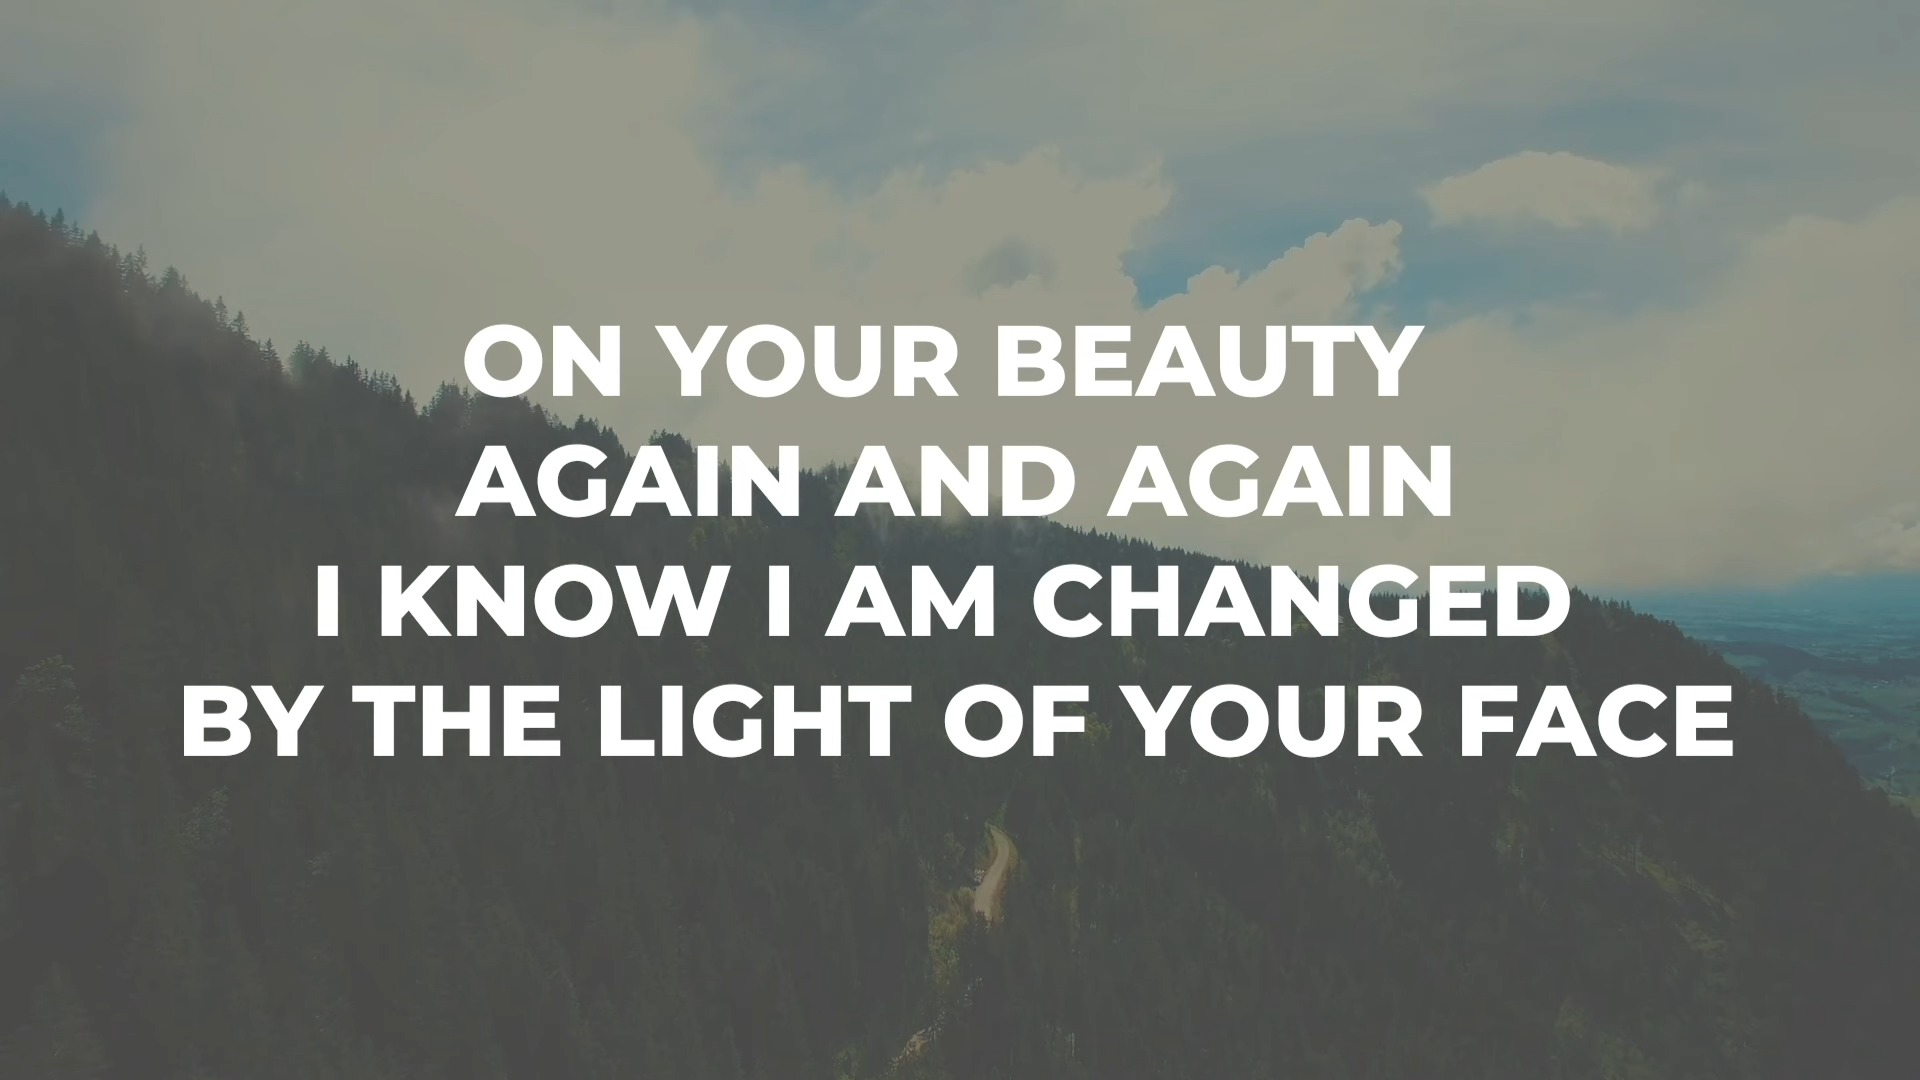 ON YOUR BEAUTY
AGAIN AND AGAIN
I KNOW I AM CHANGED
BY THE LIGHT OF YOUR FACE